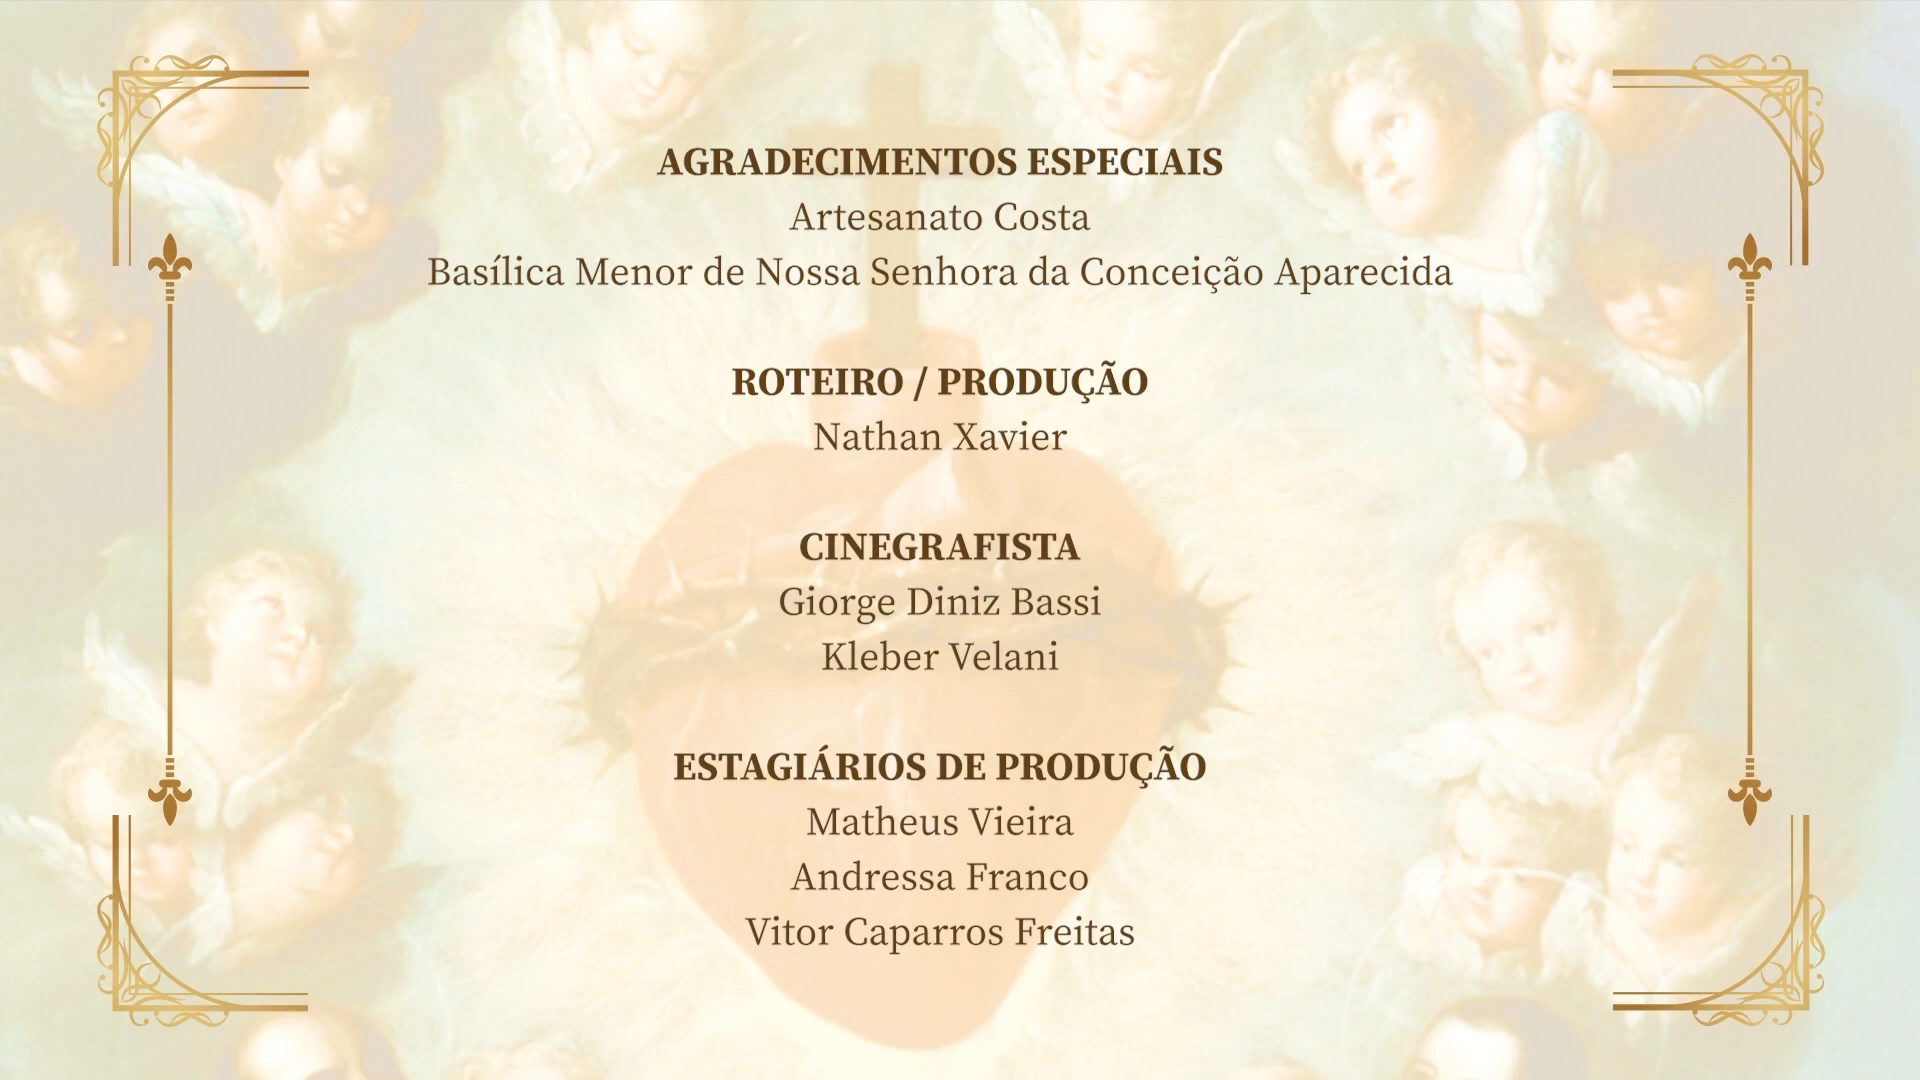 AGRADECIMENTOS ESPECIAIS
Artesanato Costa
Basílica Menor de Nossa Senhora da Conceição Aparecida
ROTEIRO / PRODUÇÃO
Nathan Xavier
CINEGRAFISTA
Giorge Diniz Bassi
Kleber Velani
ESTAGIÁRIOS DE PRODUÇÃO
Matheus Vieira
Andressa Franco
Vitor Caparros Freitas